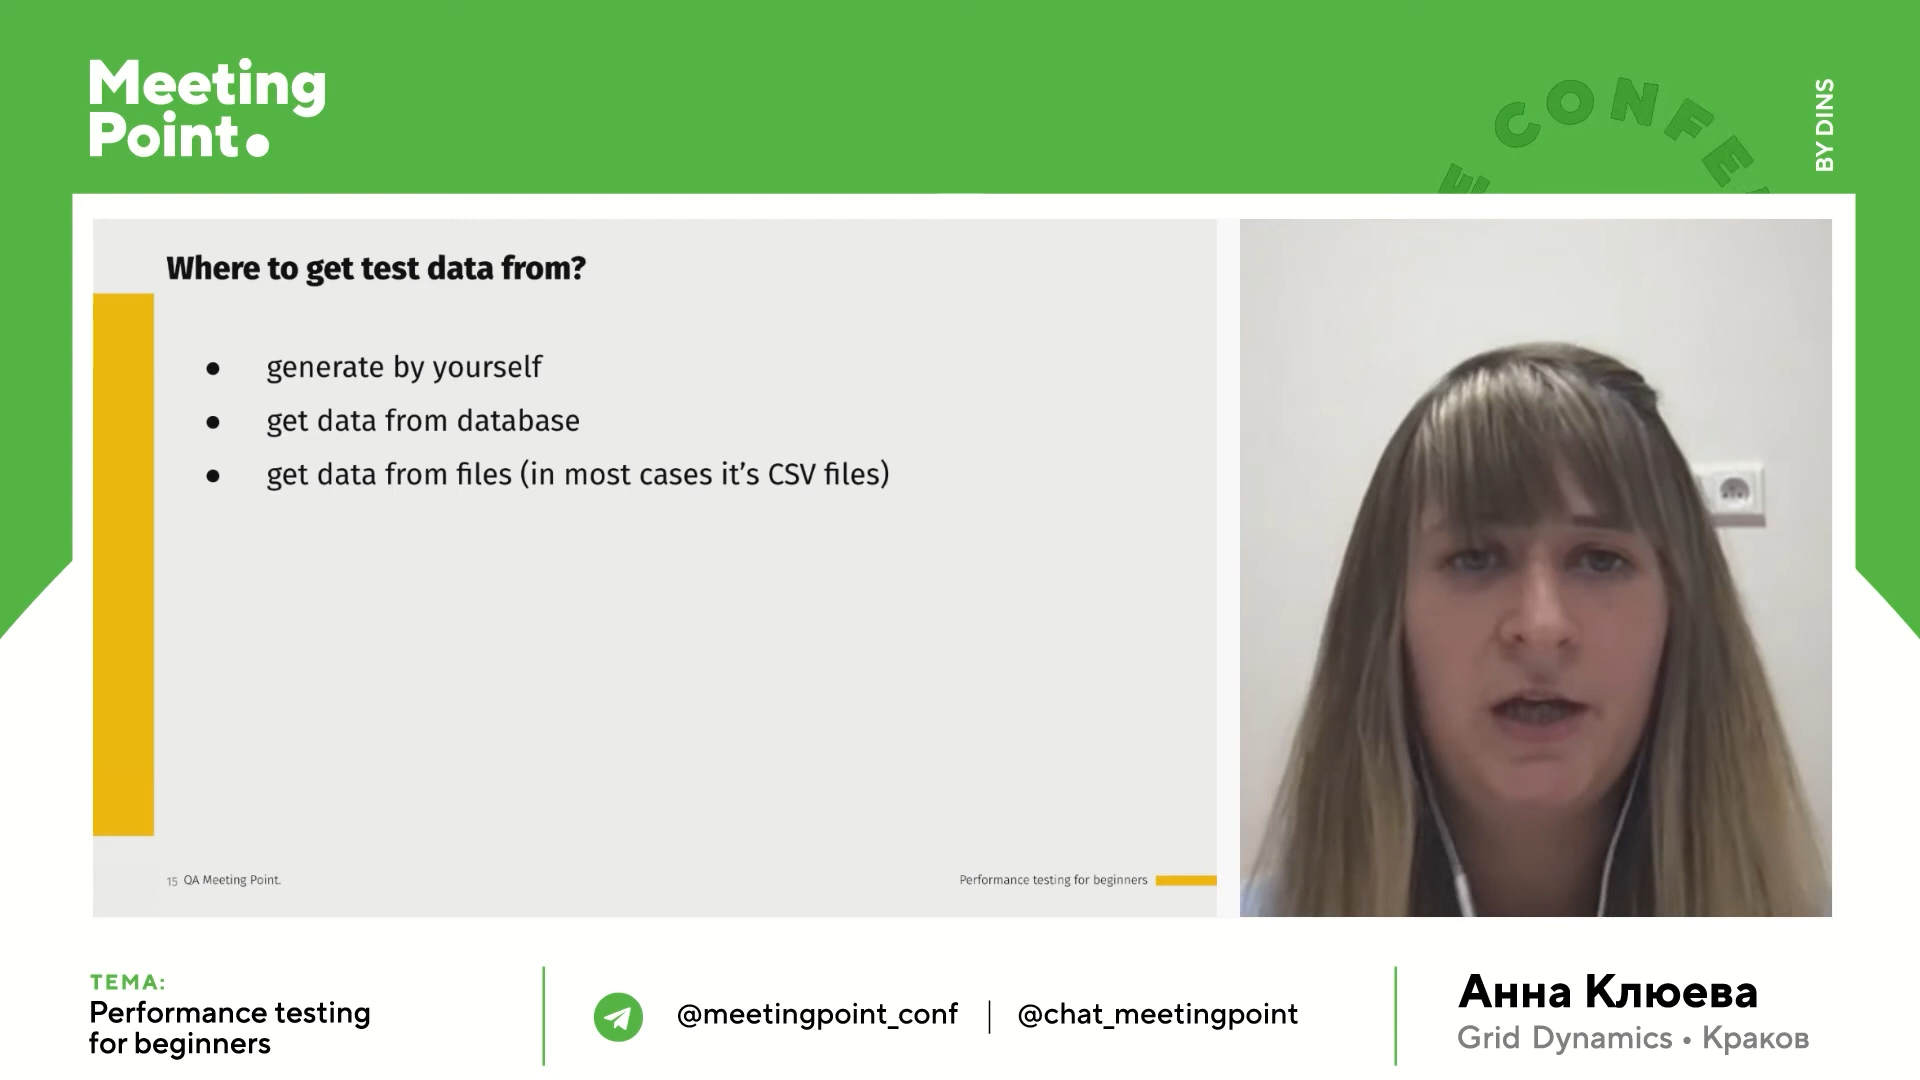 Meeting
Point.
E CONFE
BY DINS
Where to get test data from?
● generate by yourself
● get data from database
● get data from files (in most cases it’s CSV files)
15 QA Meeting Point.
Performance testing for beginners
ТЕМА:
Performance testing
for beginners
@meetingpoint_conf | @chat_meetingpoint
Анна Клюева
Grid Dynamics • Краков